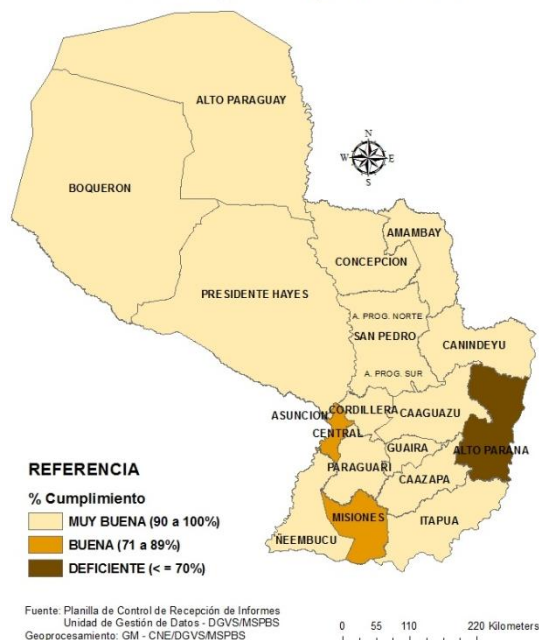 ALTO PARAGUAY
BOQUERON
N
W E
S
AMAMBAY
CONCEPCION
PRESIDENTE HAYES
A. PROG. NORTE
SAN PEDRO
CANINDEYU
A. PROG. SUR
ASUNCION
CORDILLERA
CAAGUAZU
CENTRAL
GUAIRA
ALTO PARANA
PARAGUARI
CAAZAPA
MISIONES
ITAPUA
ÑEEMBUCU
REFERENCIA
% Cumplimiento
MUY BUENA (90 a 100%)
BUENA (71 a 89%)
DEFICIENTE (< = 70%)
Fuente: Planilla de Control de Recepción de Informes
Unidad de Gestión de Datos - DGVS/MSPBS
Geoprocesamiento: GM - CNE/DGVS/MSPBS
0 55 110 220 Kilometers